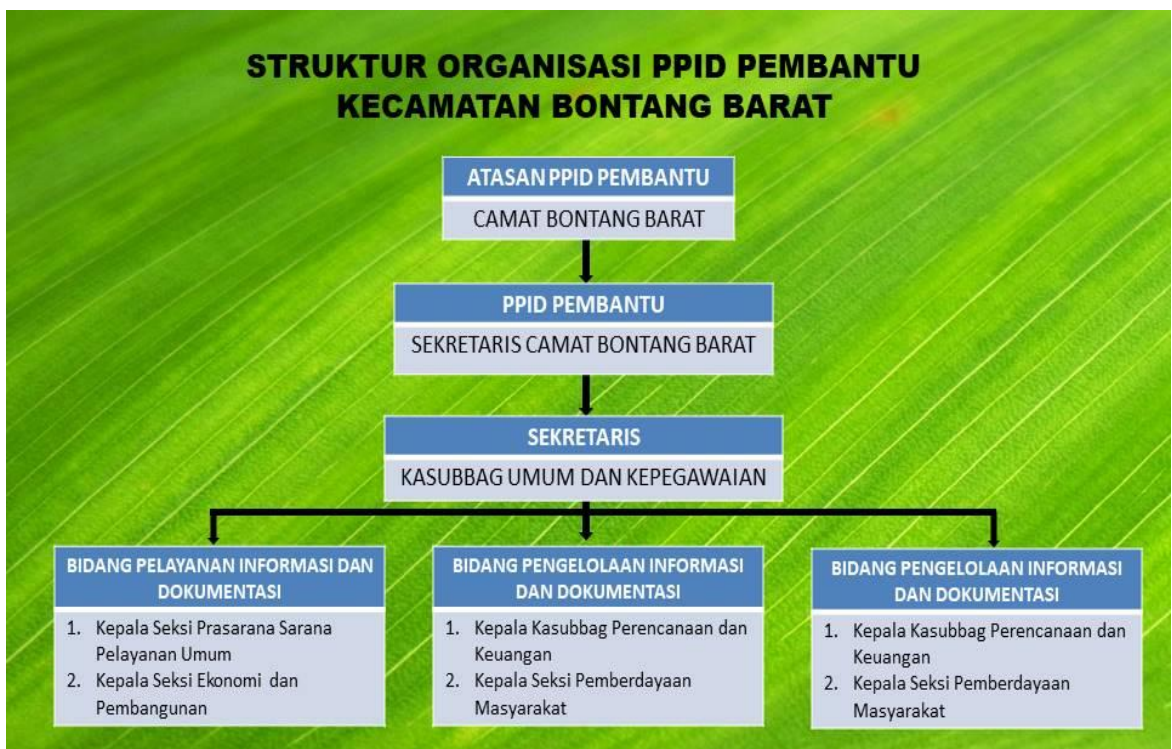 STRUKTUR ORGANISASI PPID PEMBANTU
KECAMATAN BONTANG BARAT
ATASAN PPID PEMBANTU
CAMAT BONTANG BARAT
PPID PEMBANTU
SEKRETARIS CAMAT BONTANG BARAT
SEKRETARIS
KASUBBAG UMUM DAN KEPEGAWAIAN
BIDANG PELAYANAN INFORMASI DAN
DOKUMENTASI
1. Kepala Seksi Prasarana Sarana
Pelayanan Umum
2. Kepala Seksi Ekonomi dan
Pembangunan
BIDANG PENGELOLAAN INFORMASI
DAN DOKUMENTASI
1. Kepala Kasubbag Perencanaan dan
Keuangan
2. Kepala Seksi Pemberdayaan
Masyarakat
BIDANG PENGELOLAAN INFORMASI
DAN DOKUMENTASI
1. Kepala Kasubbag Perencanaan dan
Keuangan
2. Kepala Seksi Pemberdayaan
Masyarakat